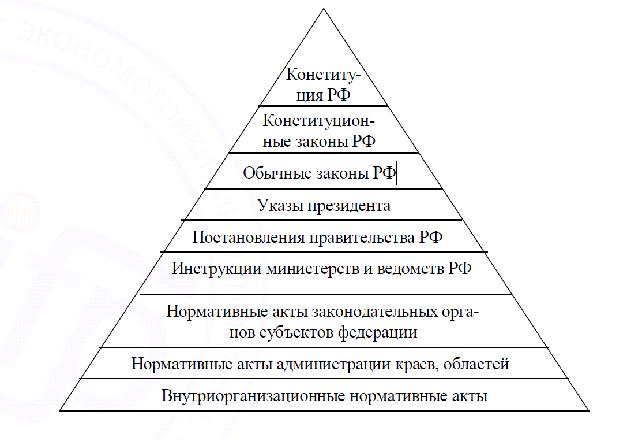 эконометрики
Конститу-
ция РФ
Конституцион-
ные законы РФ
Обычные законы РФ
Указы президента
Постановления правительства РФ
Инструкции министерств и ведомств РФ
Нормативные акты законодательных орга-
нов субъектов федерации
Нормативные акты администрации краев, областей
Внутриорганизационные нормативные акты